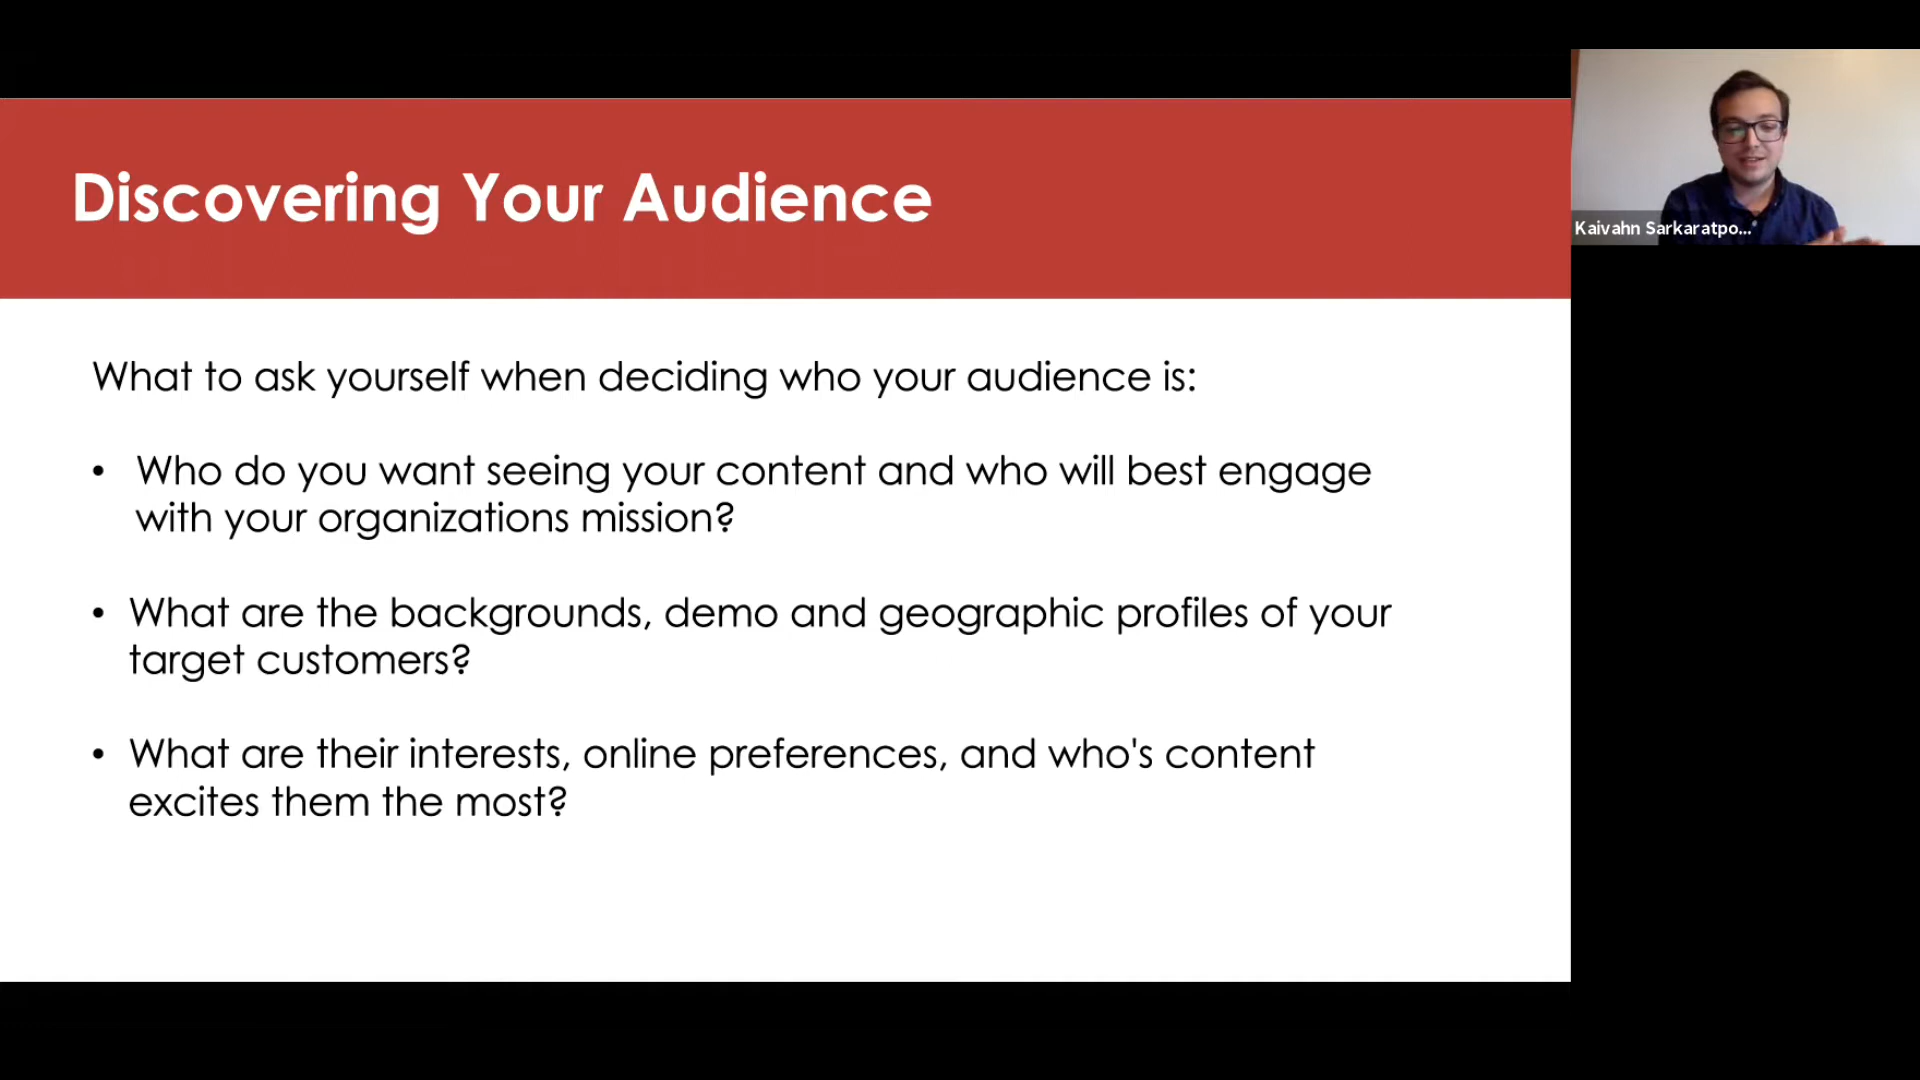 Discovering Your Audience
Kaivahn Sarkaratpo...
What to ask yourself when deciding who your audience is:
• Who do you want seeing your content and who will best engage
with your organizations mission?
• What are the backgrounds, demo and geographic profiles of your
target customers?
• What are their interests, online preferences, and who's content
excites them the most?